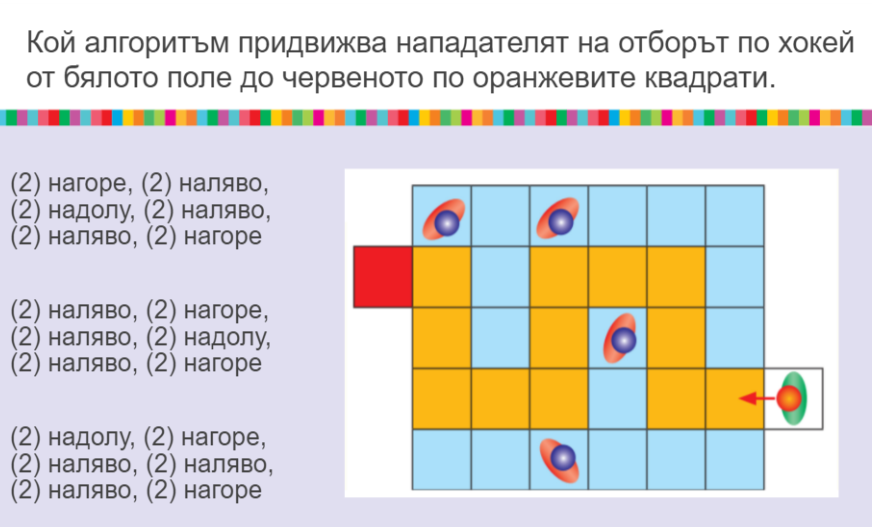 Кой алгоритъм придвижва нападателят на отборът по хокей
от бялото поле до червеното по оранжевите квадрати.
(2) нагоре, (2) наляво,
(2) надолу, (2) наляво,
(2) наляво, (2) нагоре
(2) наляво, (2) нагоре,
(2) наляво, (2) надолу,
(2) наляво, (2) нагоре
(2) надолу, (2) нагоре,
(2) наляво, (2) наляво,
(2) наляво, (2) нагоре